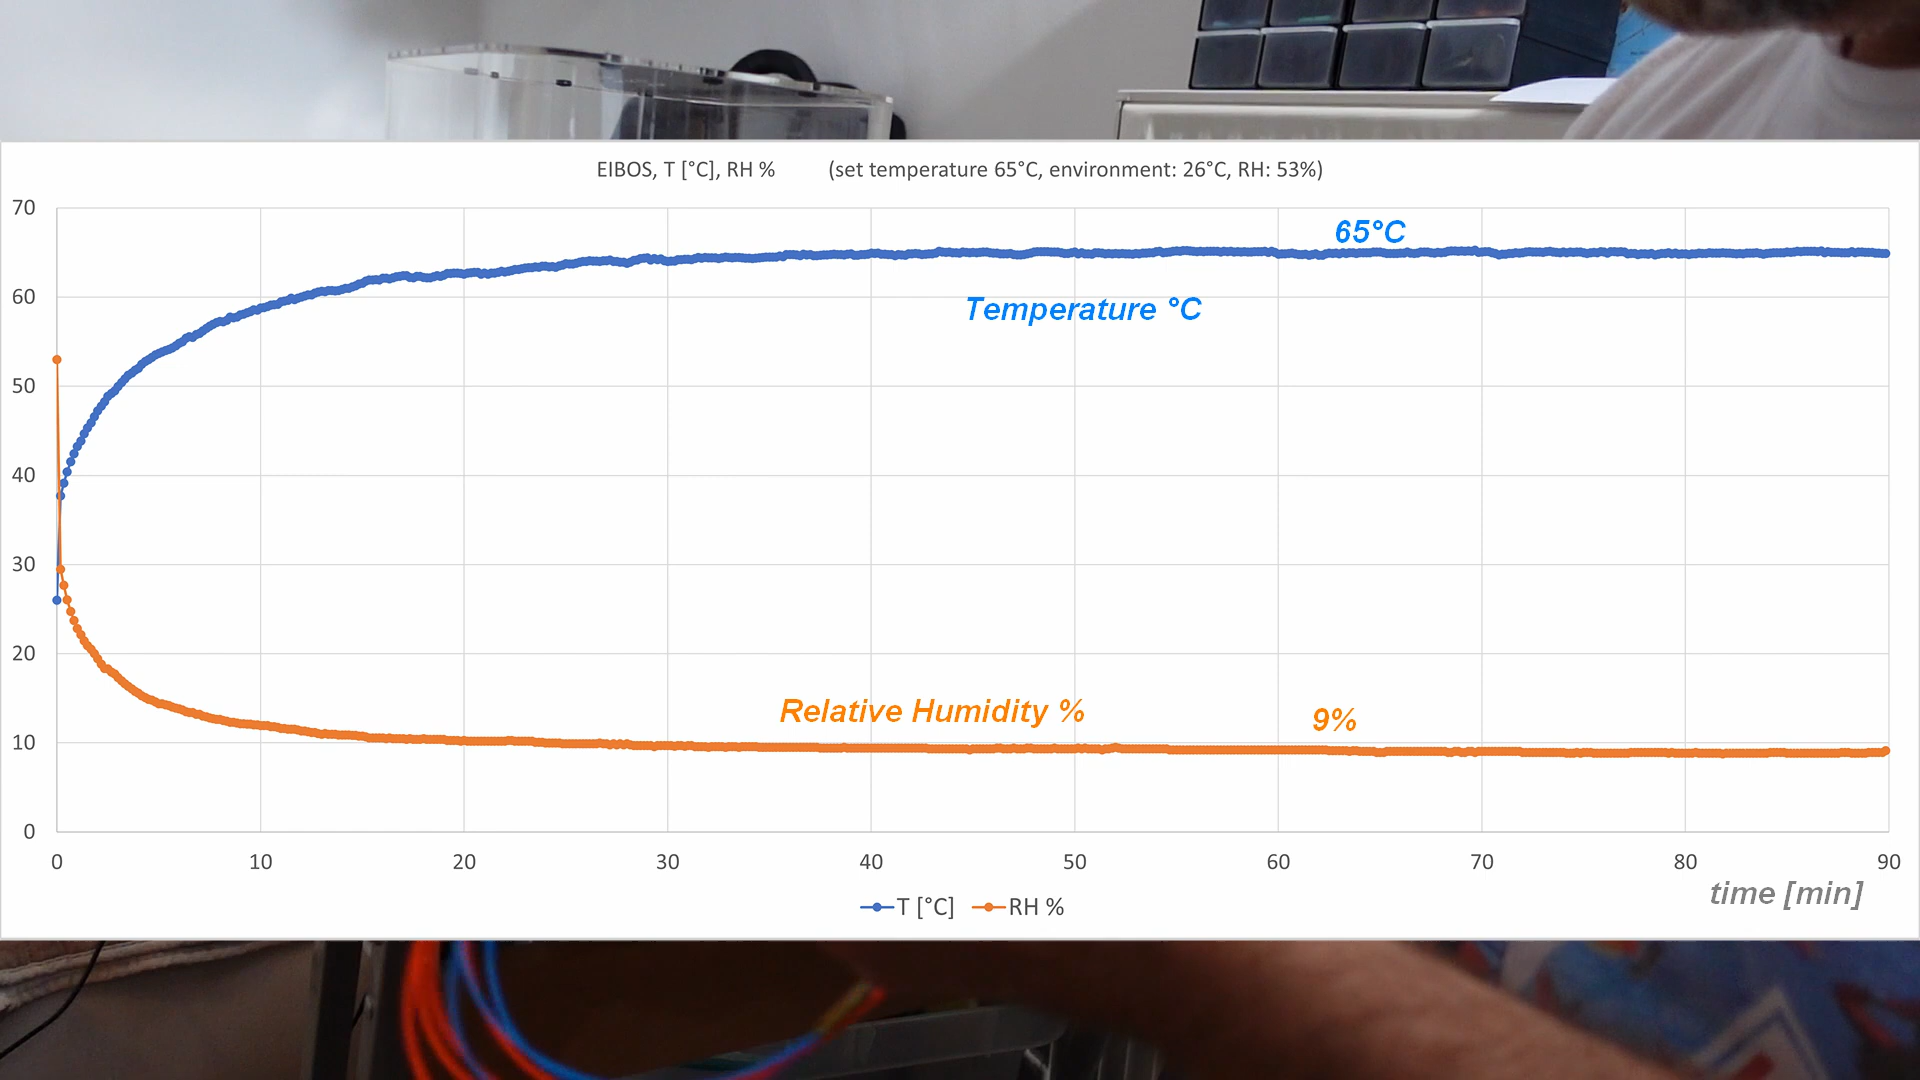 EIBOS, T [°C], RH % (set temperature 65°C, environment: 26°C, RH: 53%)
70
60
50
40
30
20
10
0
65°C
Temperature °C
Relative Humidity %
9%
0 10 20 30 40 50 60 70 80 90
time [min]
T [°C] RH %